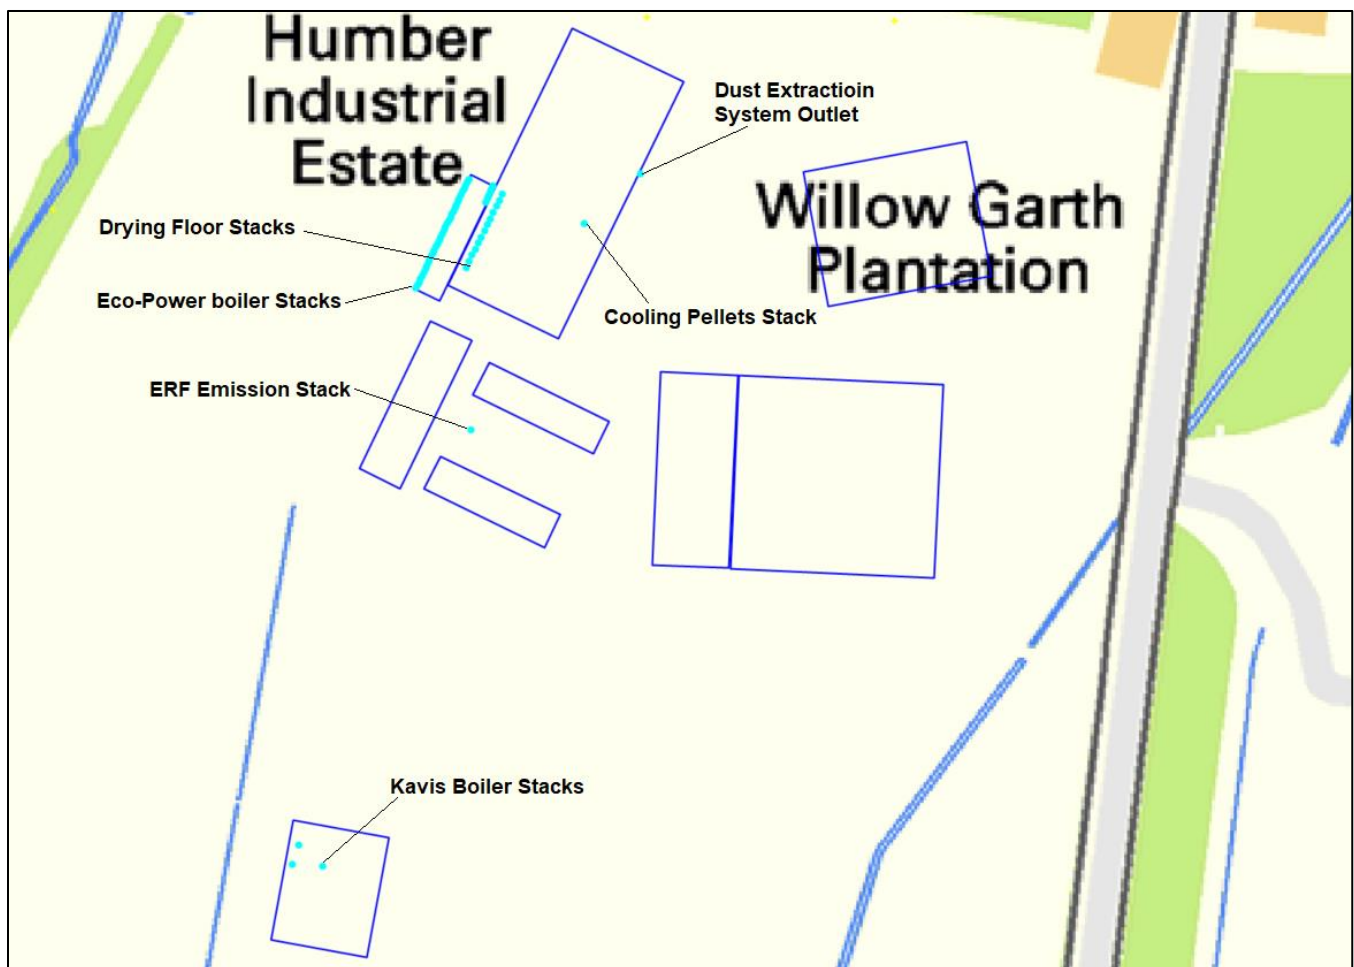 Humber
Industrial
Estate
Dust Extractioin
System Outlet
Willow Garth
Plantation
Drying Floor Stacks
Eco-Power boiler Stacks
Cooling Pellets Stack
ERF Emission Stack
Kavis Boiler Stacks